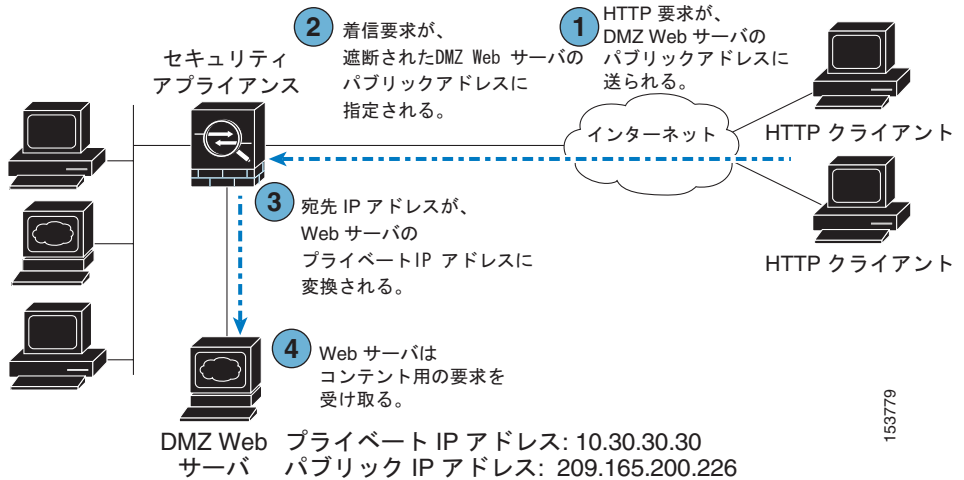 1
HTTP 要求が、
DMZ Web サーバの
パブリックアドレスに
送られる。
2
着信要求が、
遮断されたDMZ Web サーバの
パブリックアドレスに
指定される。
セキュリティ
アプライアンス
インターネット
HTTP クライアント
HTTP クライアント
3
宛先 IP アドレスが、
Web サーバの
プライベートIP アドレスに
変換される。
4
Web サーバは
コンテント用の要求を
受け取る。
DMZ Web プライベート IP アドレス: 10.30.30.30
サーバ パブリック IP アドレス: 209.165.200.226
153779